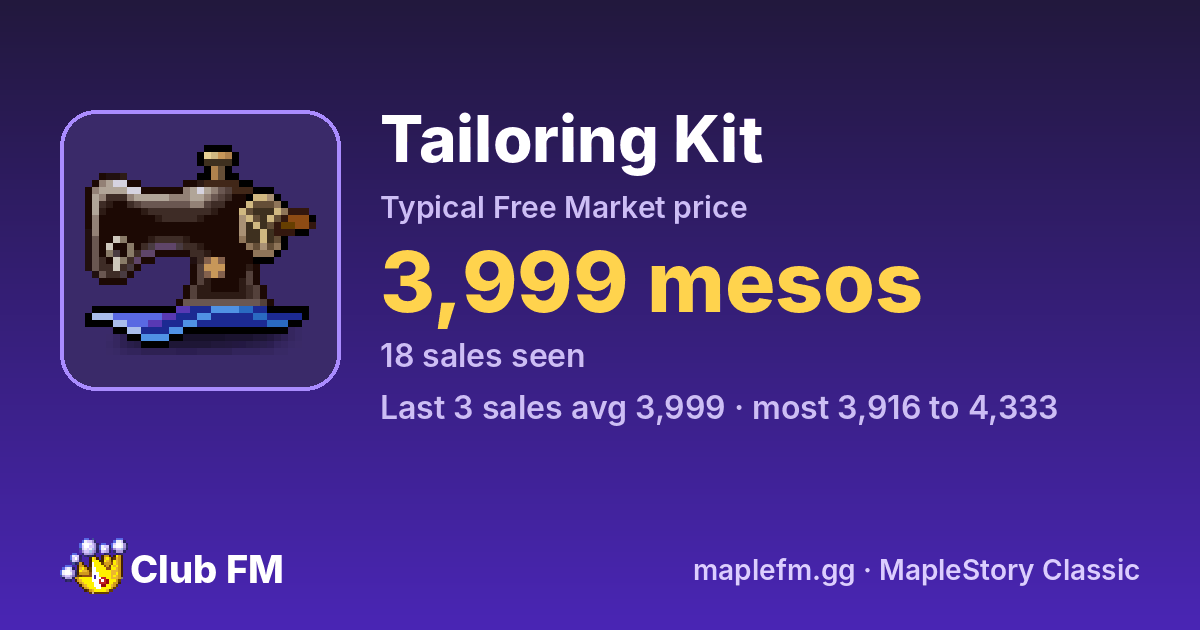 Tailoring Kit
Typical Free Market price
3,999 mesos
18 sales seen
Last 3 sales avg 3,999 · most 3,916 to 4,333
Club FM
maplefm.gg · MapleStory Classic